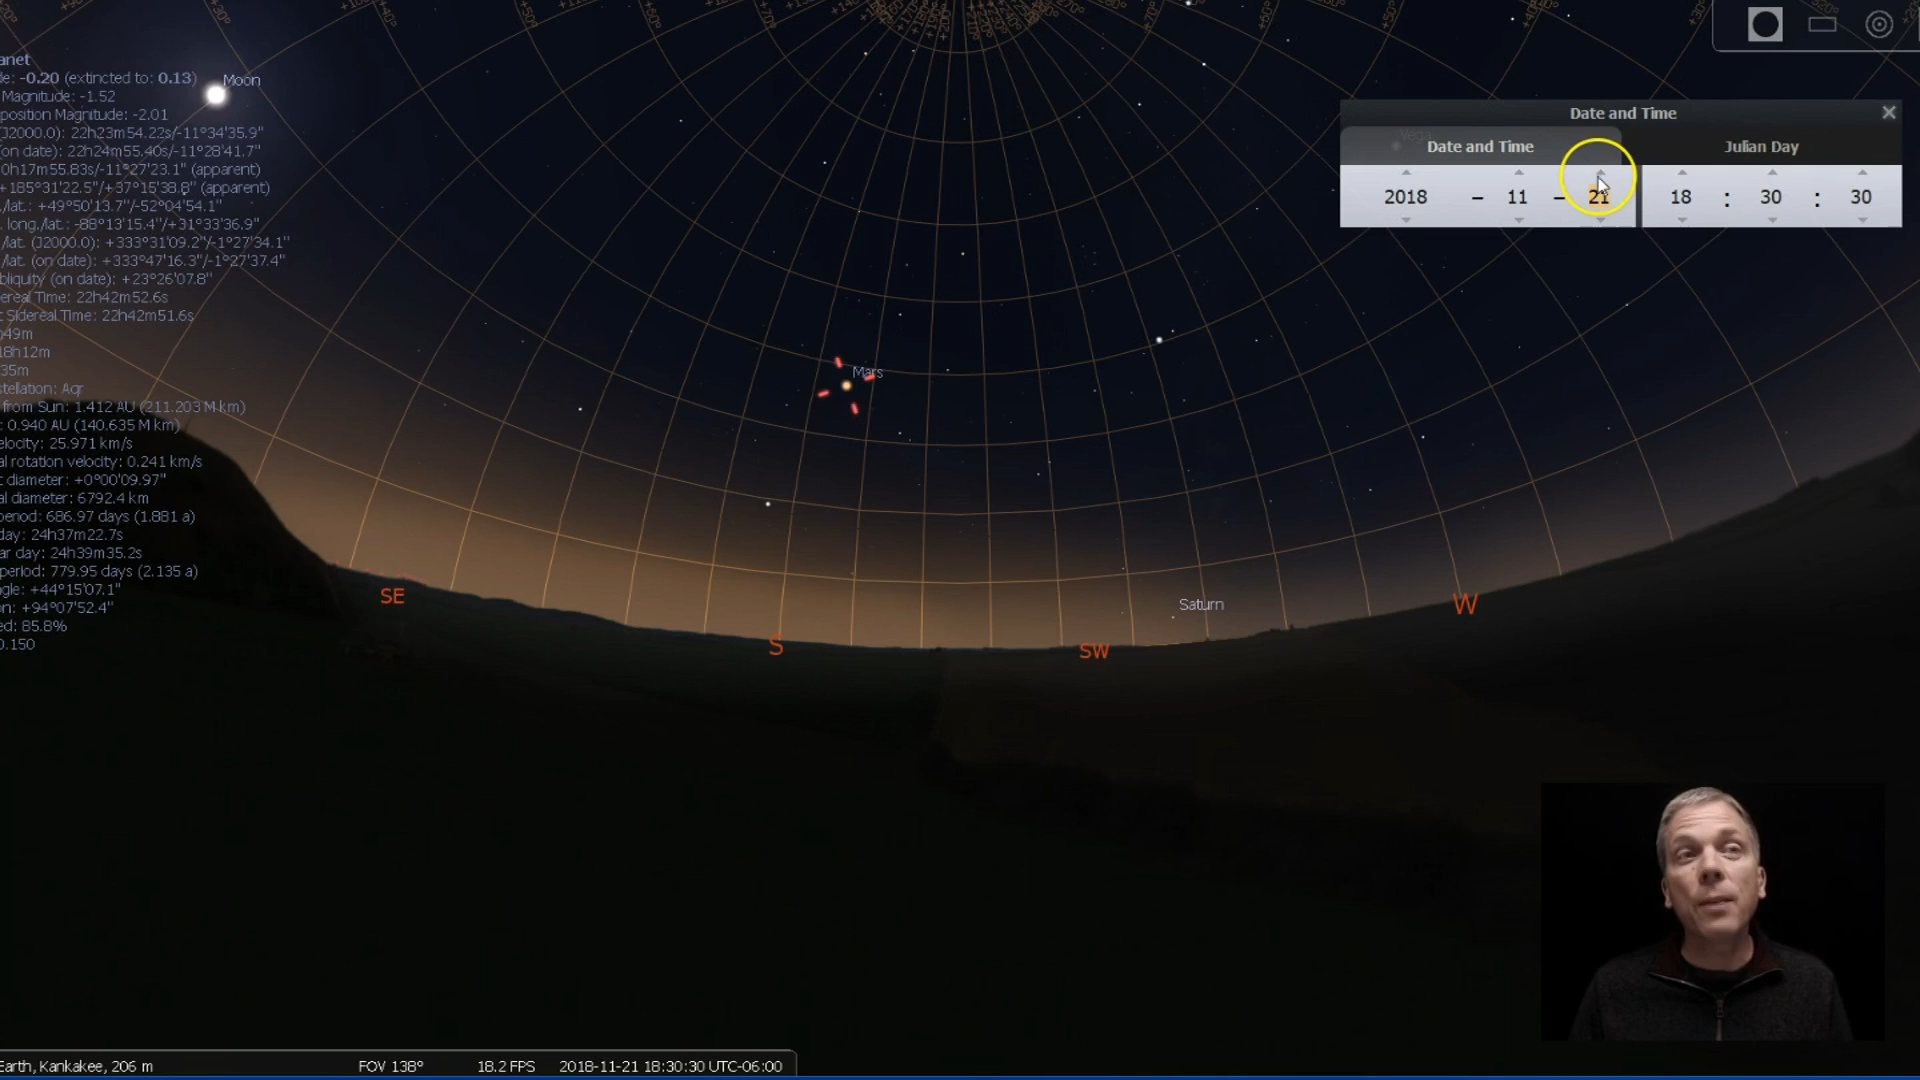 anet
de: -0.20 (extincted to: 0.13)
Magnitude: -1.52
position Magnitude: -2.01
(J2000.0): 22h23m54.22s/-11°34'35.9"
(on date): 22h24m55.40s/-11°28'41.7"
0h17m55.83s/-11°27'23.1" (apparent)
+185°31'22.5"/+37°15'38.8" (apparent)
./lat.: +49°50'13.7"/-52°04'54.1"
. long./lat.: -88°13'15.4"/+31°33'36.9"
./lat. (J2000.0): +333°31'09.2"/-1°27'34.1"
./lat. (on date): +333°47'16.3"/-1°27'37.4"
bliquity (on date): +23°26'07.8"
ereal Time: 22h42m52.6s
t Sidereal Time: 22h42m51.6s
h49m
18h12m
35m
stellation: Aqr
from Sun: 1.412 AU (211.203 M km)
: 0.940 AU (140.635 M km)
elocity: 25.971 km/s
al rotation velocity: 0.241 km/s
t diameter: +0°00'09.97"
al diameter: 6792.4 km
period: 686.97 days (1.881 a)
day: 24h37m22.7s
ar day: 24h39m35.2s
period: 779.95 days (2.135 a)
gle: +44°15'07.1"
on: +94°07'52.4"
ed: 85.8%
0.150
Moon
Date and Time
Vega
Date and Time
Julian Day
2018 - 11 - 21
18 : 30 : 30
Mars
Saturn
SE
S
SW
W
Earth, Kankakee, 206 m
FOV 138°
18.2 FPS
2018-11-21 18:30:30 UTC-06:00